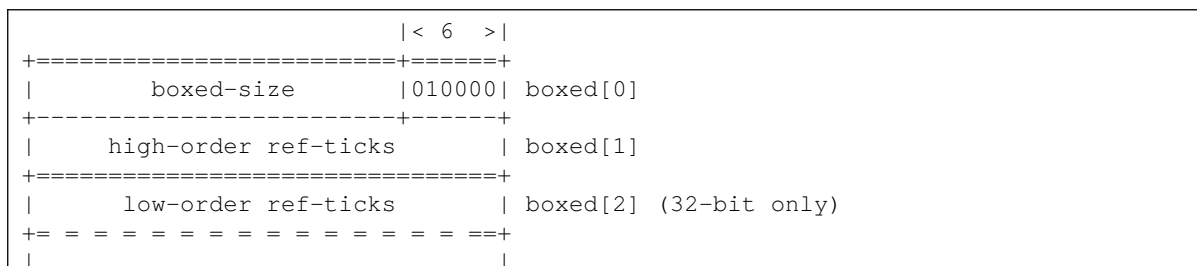 |< 6  >|
+=========================+======+
|        boxed-size       |010000| boxed[0]
+-------------------------+------+
|     high-order ref-ticks       | boxed[1]
+================================+
|      low-order ref-ticks       | boxed[2] (32-bit only)
+= = = = = = = = = = = = = = = ==+
|                                |